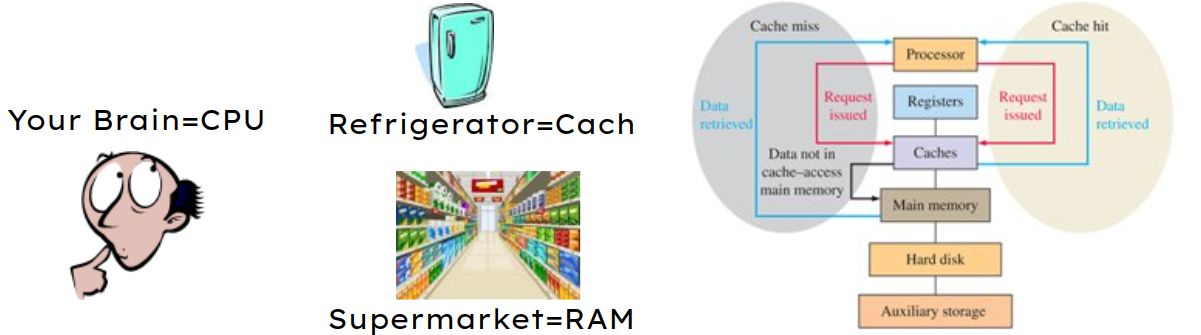 Your Brain=CPU
Refrigerator=Cach
Supermarket=RAM
Cache miss
Cache hit
Processor
Data
retrieved
Request
issued
Registers
Request
issued
Data
retrieved
Caches
Data not in
cache–access
main memory
Main memory
Hard disk
Auxiliary storage